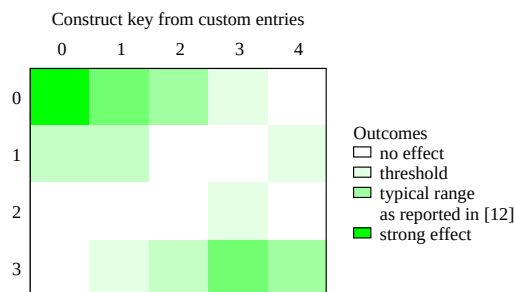 Construct key from custom entries
0 1 2 3 4
0
1
2
3
Outcomes
no effect
threshold
typical range
as reported in [12]
strong effect